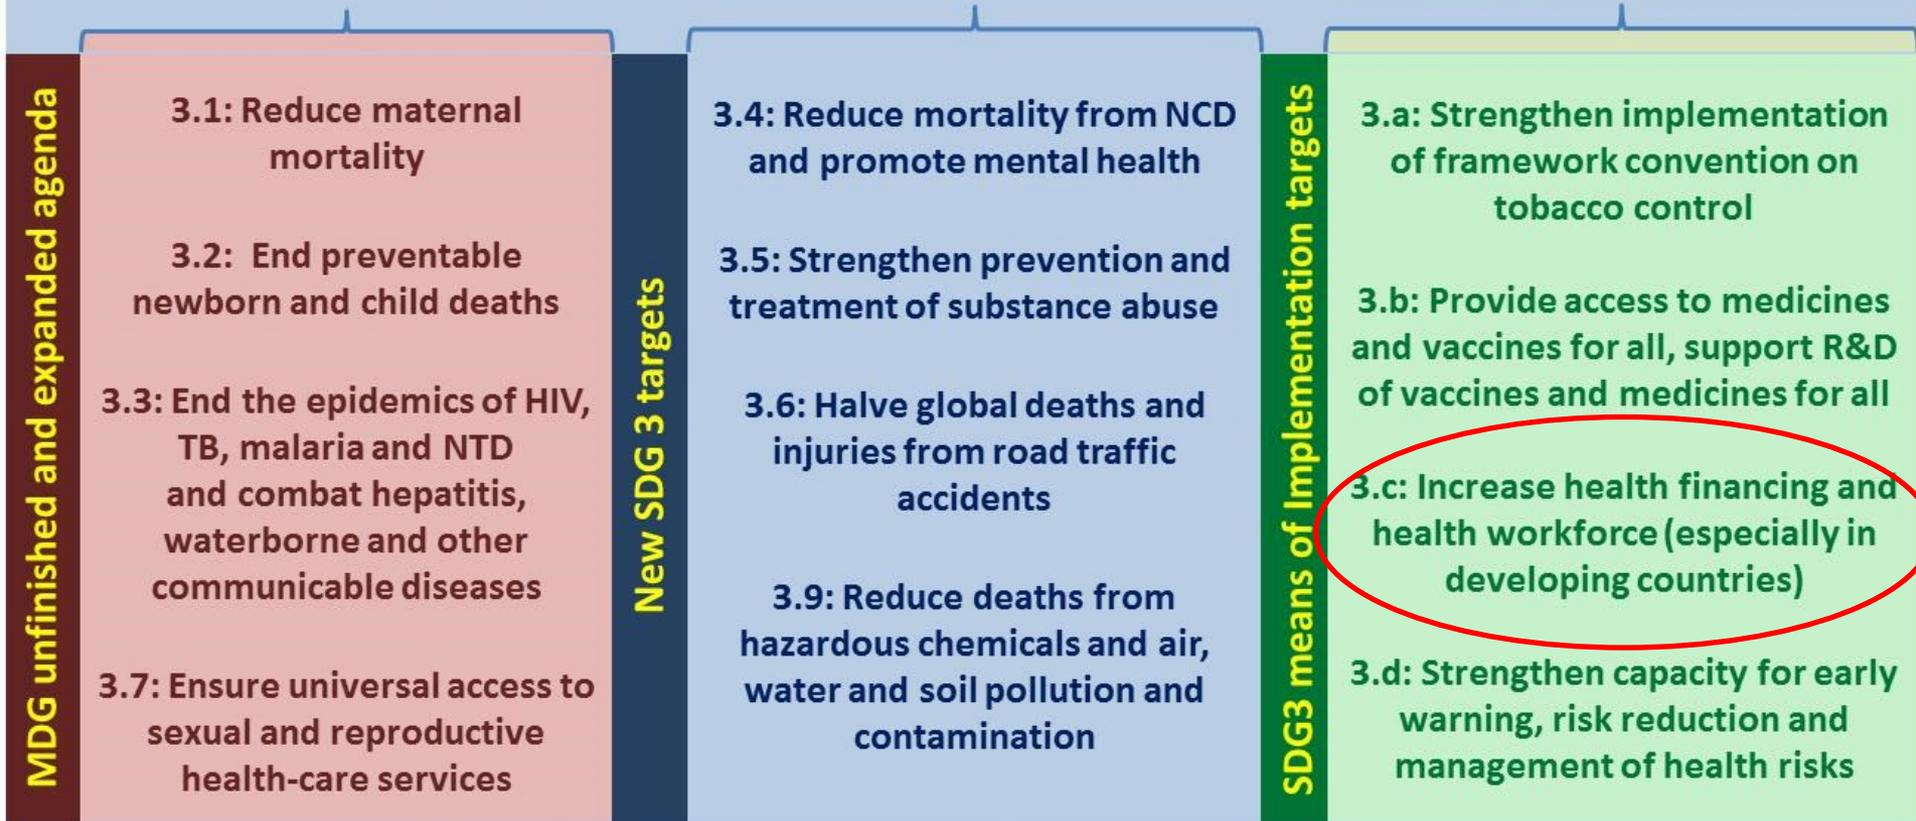 MDG unfinished and expanded agenda
3.1: Reduce maternal
mortality
3.2: End preventable
newborn and child deaths
3.3: End the epidemics of HIV,
TB, malaria and NTD
and combat hepatitis,
waterborne and other
communicable diseases
3.7: Ensure universal access to
sexual and reproductive
health-care services
New SDG 3 targets
3.4: Reduce mortality from NCD
and promote mental health
3.5: Strengthen prevention and
treatment of substance abuse
3.6: Halve global deaths and
injuries from road traffic
accidents
3.9: Reduce deaths from
hazardous chemicals and air,
water and soil pollution and
contamination
SDG3 means of Implementation targets
3.a: Strengthen implementation
of framework convention on
tobacco control
3.b: Provide access to medicines
and vaccines for all, support R&D
of vaccines and medicines for all
3.c: Increase health financing and
health workforce (especially in
developing countries)
3.d: Strengthen capacity for early
warning, risk reduction and
management of health risks